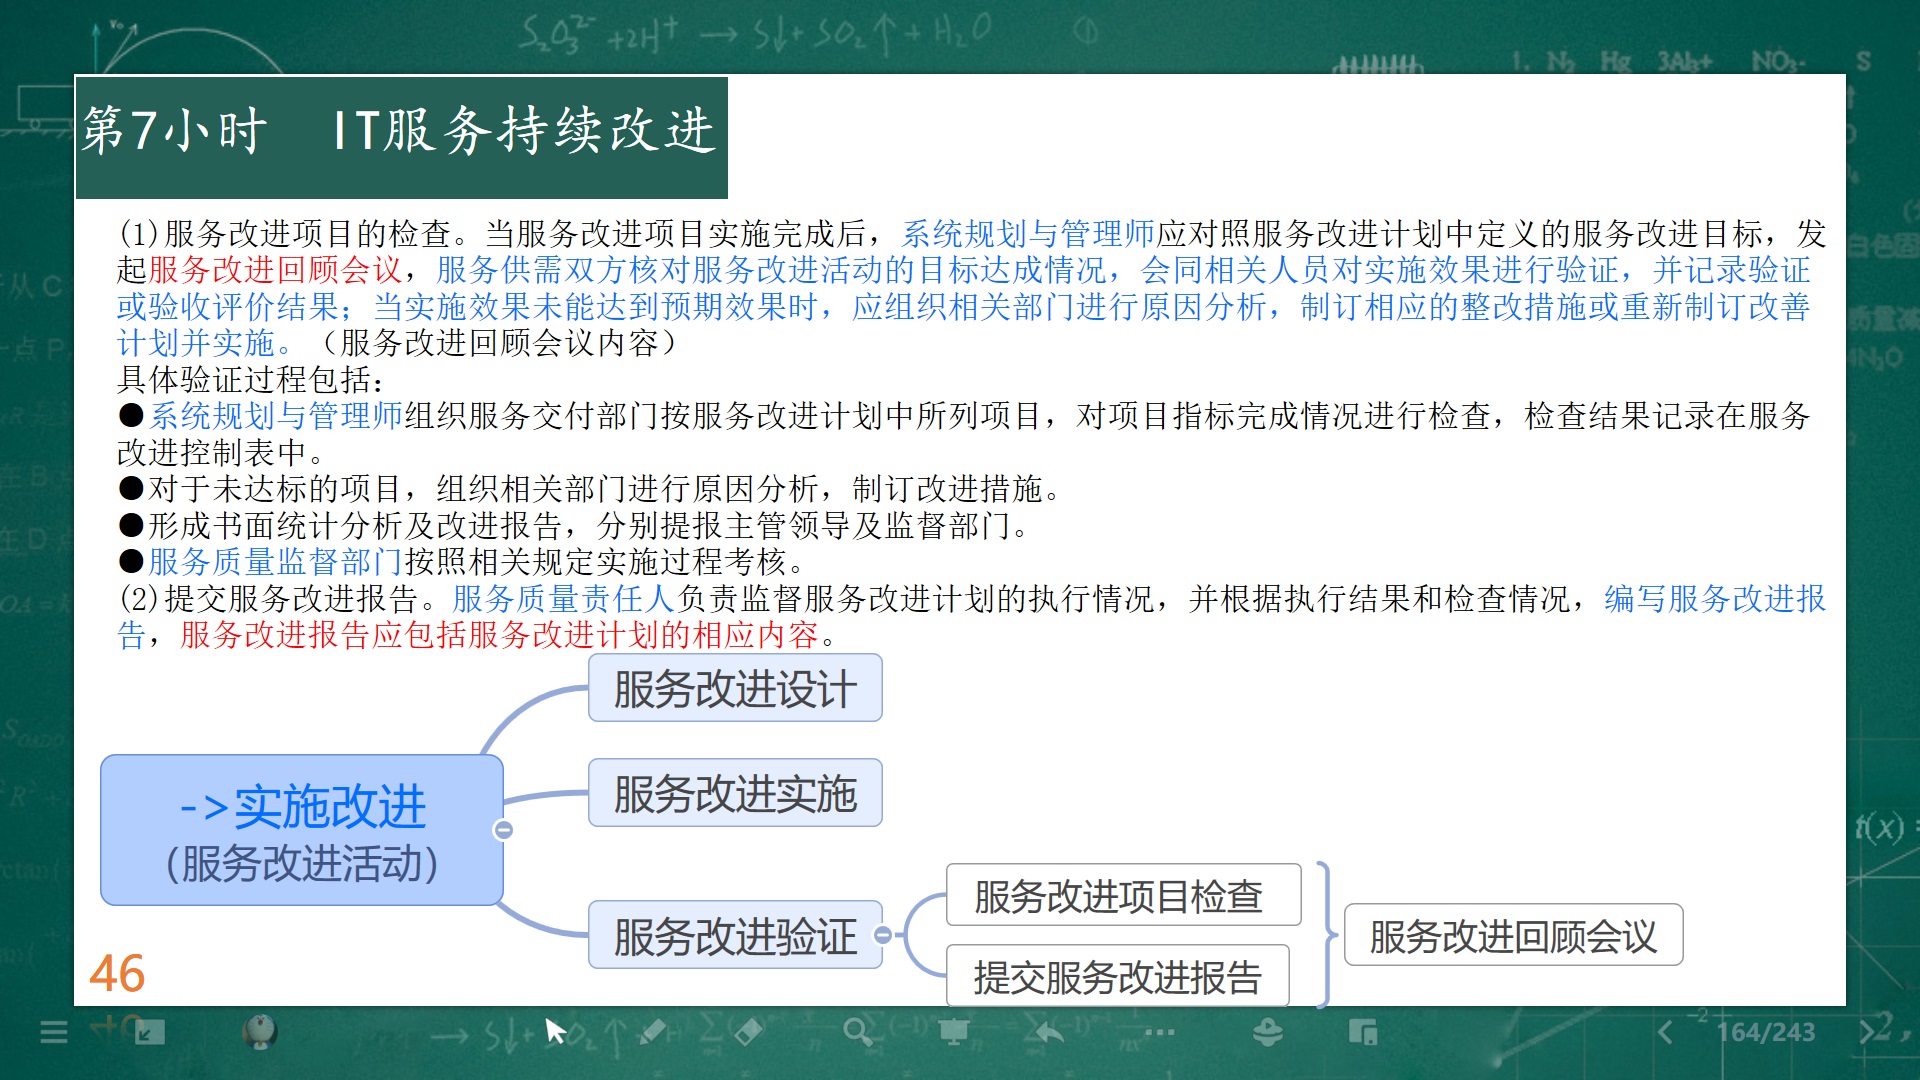 第7小时 IT服务持续改进
(1)服务改进项目的检查。当服务改进项目实施完成后，系统规划与管理师应对照服务改进计划中定义的服务改进目标，发
起服务改进回顾会议，服务供需双方核对服务改进活动的目标达成情况，会同相关人员对实施效果进行验证，并记录验证
或验收评价结果；当实施效果未能达到预期效果时，应组织相关部门进行原因分析，制订相应的整改措施或重新制订改善
计划并实施。（服务改进回顾会议内容）
具体验证过程包括：
●系统规划与管理师组织服务交付部门按服务改进计划中所列项目，对项目指标完成情况进行检查，检查结果记录在服务
改进控制表中。
●对于未达标的项目，组织相关部门进行原因分析，制订改进措施。
●形成书面统计分析及改进报告，分别提报主管领导及监督部门。
●服务质量监督部门按照相关规定实施过程考核。
(2)提交服务改进报告。服务质量责任人负责监督服务改进计划的执行情况，并根据执行结果和检查情况，编写服务改进报
告，服务改进报告应包括服务改进计划的相应内容。
服务改进设计
->实施改进
(服务改进活动)
服务改进实施
服务改进验证
服务改进项目检查
提交服务改进报告
服务改进回顾会议
46
164/243